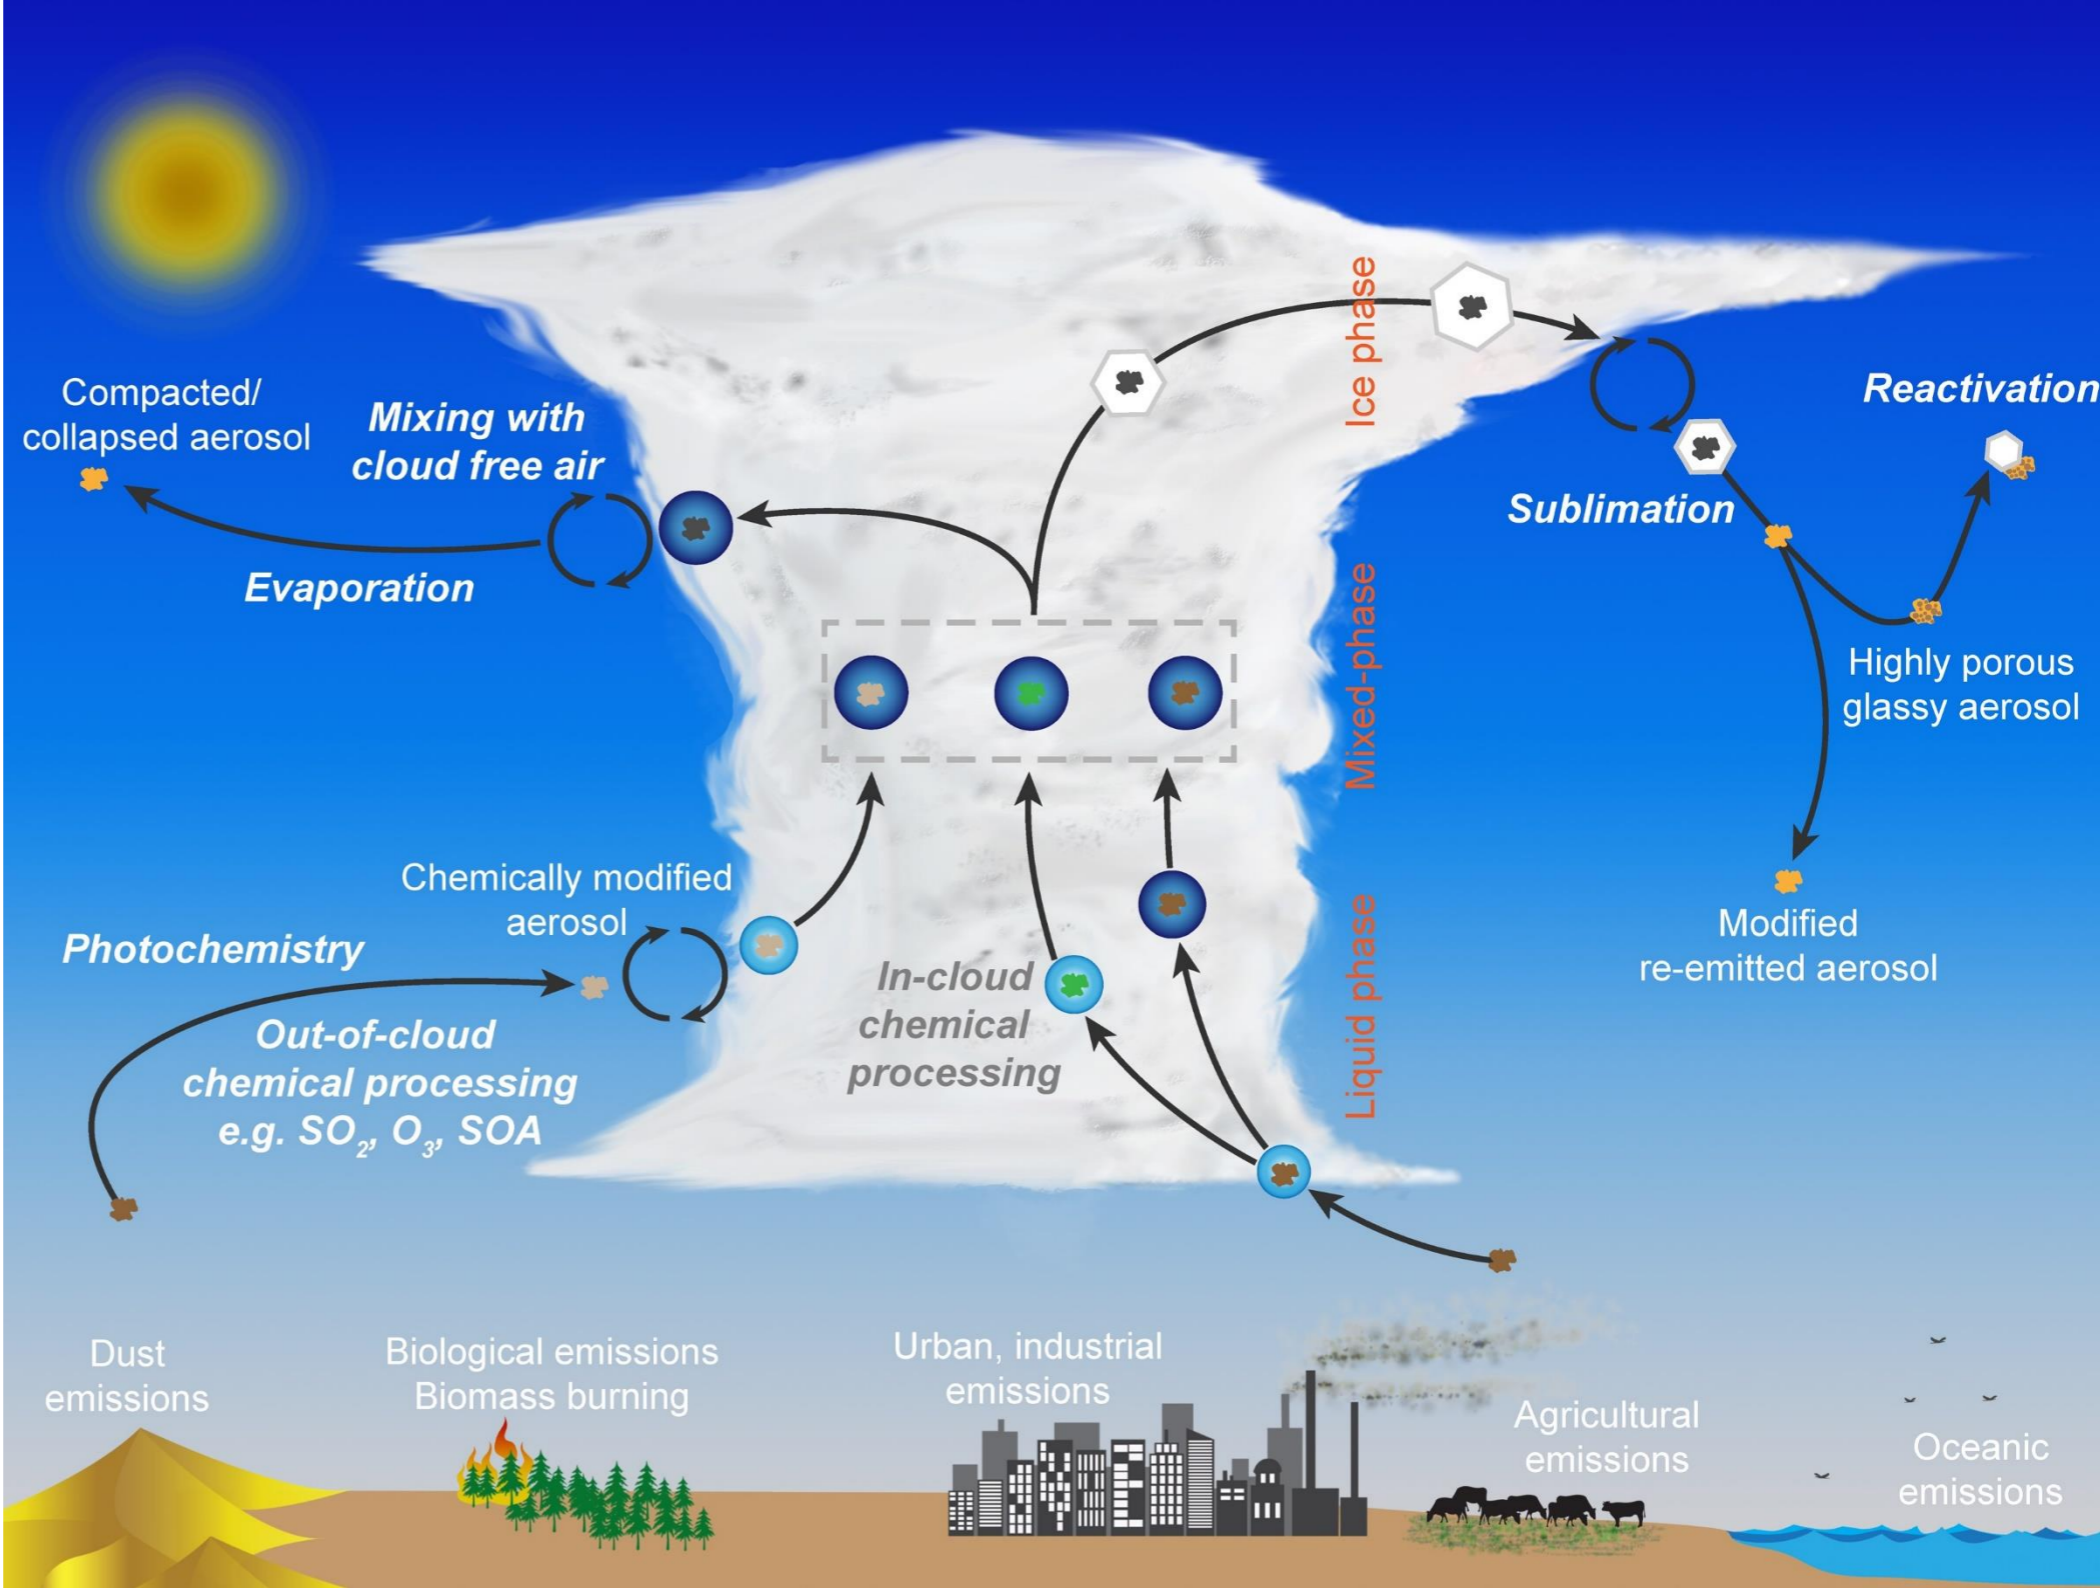 Compacted/
collapsed aerosol
Mixing with
cloud free air
Evaporation
Ice phase
Reactivation
Sublimation
Mixed-phase
Highly porous
glassy aerosol
Chemically modified
aerosol
Photochemistry
Out-of-cloud
chemical processing
e.g. SO₂, O₃, SOA
In-cloud
chemical
processing
Liquid phase
Modified
re-emitted aerosol
Dust
emissions
Biological emissions
Biomass burning
Urban, industrial
emissions
Agricultural
emissions
Oceanic
emissions